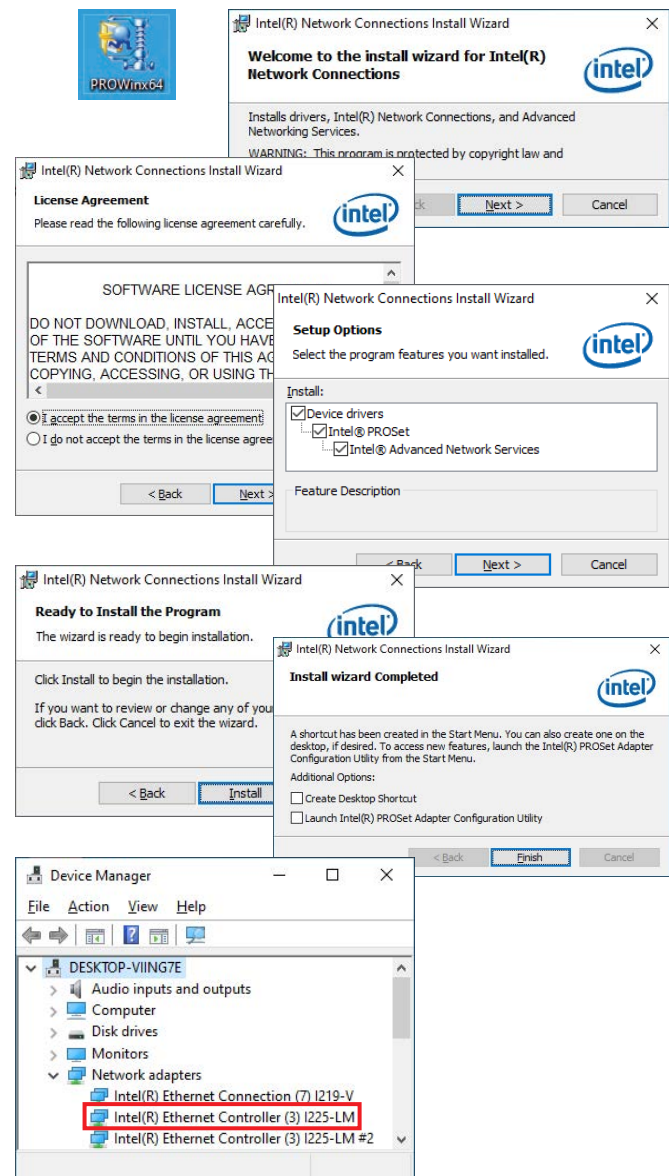 PROWinx64
Intel(R) Network Connections Install Wizard
Welcome to the install wizard for Intel(R)
Network Connections
intel
Installs drivers, Intel(R) Network Connections, and Advanced
Networking Services.
WARNING: This program is protected by copyright law and
Next >
Cancel
Intel(R) Network Connections Install Wizard
License Agreement
Please read the following license agreement carefully.
intel
SOFTWARE LICENSE AGR
DO NOT DOWNLOAD, INSTALL, ACCE
OF THE SOFTWARE UNTIL YOU HAVE
TERMS AND CONDITIONS OF THIS AG
COPYING, ACCESSING, OR USING TH
I accept the terms in the license agreement
I do not accept the terms in the license agree
< Back
Next >
Intel(R) Network Connections Install Wizard
Setup Options
Select the program features you want installed.
intel
Install:
Device drivers
Intel® PROSet
Intel® Advanced Network Services
Feature Description
< Back
Next >
Cancel
Intel(R) Network Connections Install Wizard
Ready to Install the Program
The wizard is ready to begin installation.
intel
Click Install to begin the installation.
If you want to review or change any of your
click Back. Click Cancel to exit the wizard.
< Back
Install
Intel(R) Network Connections Install Wizard
Install wizard Completed
intel
A shortcut has been created in the Start Menu. You can also create one on the
desktop, if desired. To access new features, launch the Intel(R) PROSet Adapter
Configuration Utility from the Start Menu.
Additional Options:
Create Desktop Shortcut
Launch Intel(R) PROSet Adapter Configuration Utility
< Back
Finish
Cancel
Device Manager
File Action View Help
DESKTOP-VIING7E
Audio inputs and outputs
Computer
Disk drives
Monitors
Network adapters
Intel(R) Ethernet Connection (7) I219-V
Intel(R) Ethernet Controller (3) I225-LM
Intel(R) Ethernet Controller (3) I225-LM #2